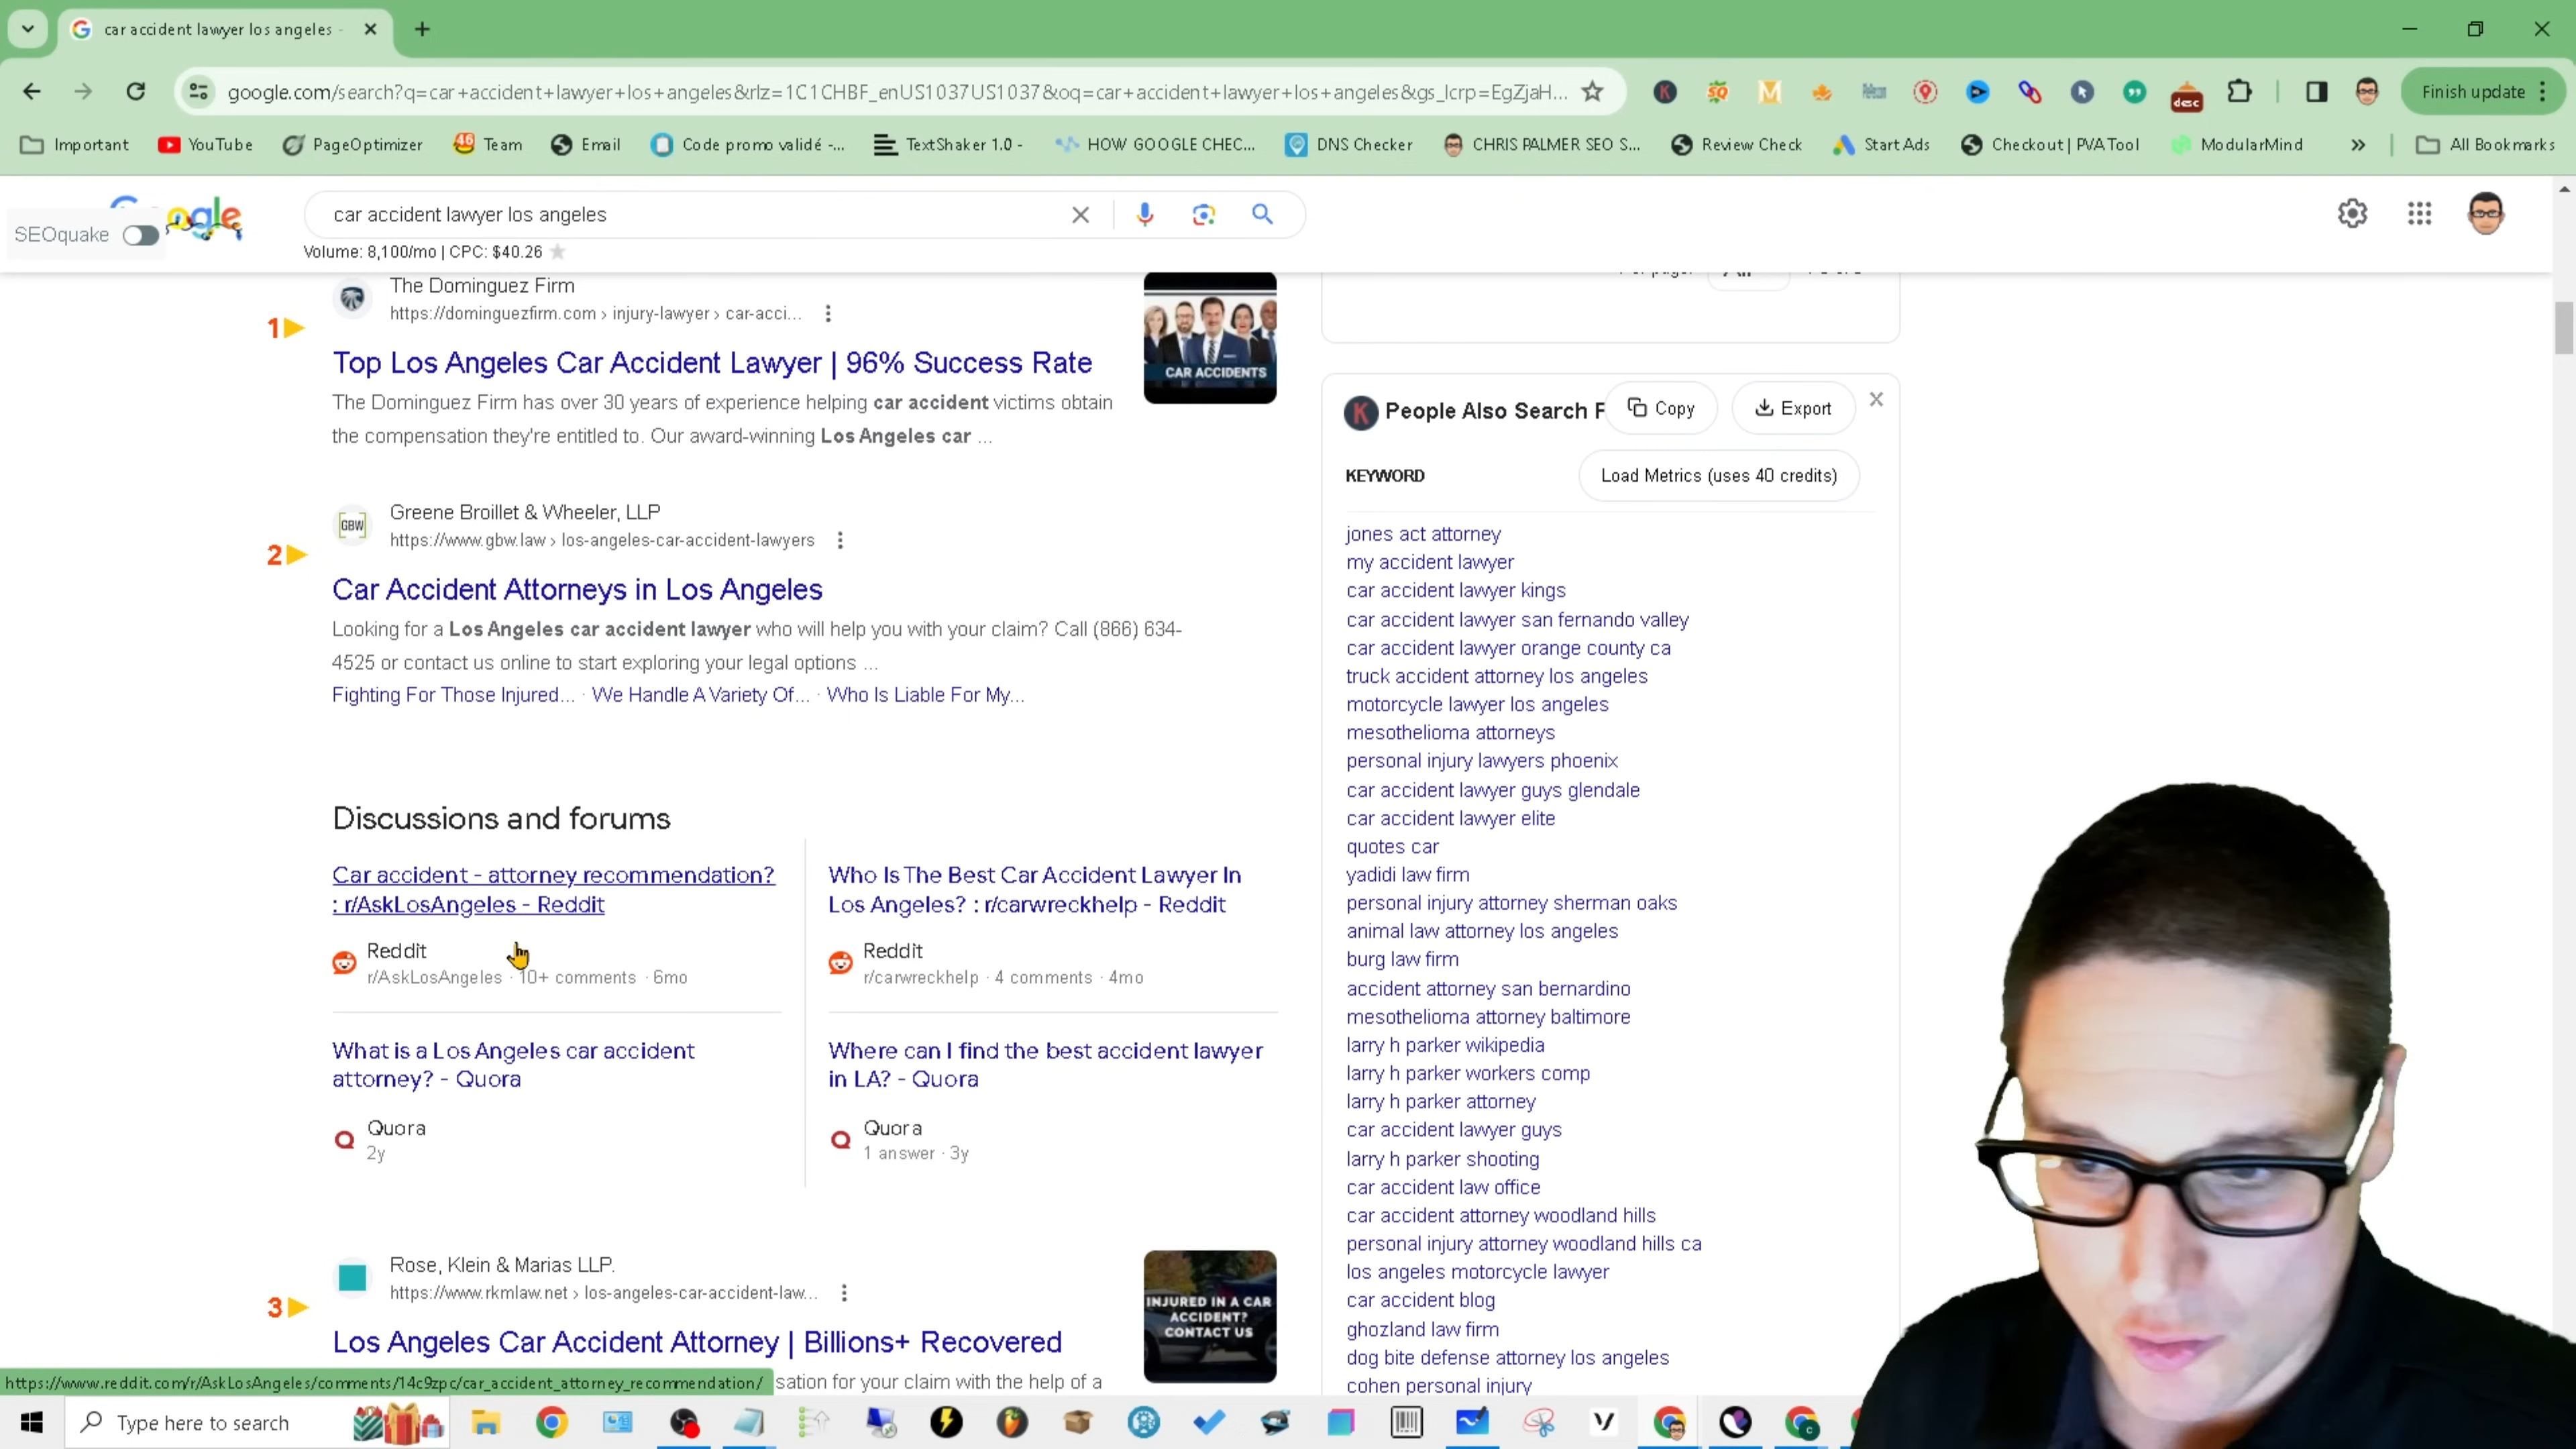 car accident lawyer los angeles -
google.com/search?q=car+accident+lawyer+los+angeles&rlz=1C1CHBF_enUS1037US1037&oq=car+accident+lawyer+los+angeles&gs_lcrp=EgZjaH...
desc
Finish update
Important
YouTube
PageOptimizer
46
Team
Email
Code promo validé -...
TextShaker 1.0 -
HOW GOOGLE CHEC...
DNS Checker
CHRIS PALMER SEO S...
Review Check
Start Ads
Checkout | PVA Tool
ModularMind
»
All Bookmarks
SEOquake
car accident lawyer los angeles
Volume: 8,100/mo | CPC: $40.26
1
The Dominguez Firm
https://dominguezfirm.com › injury-lawyer › car-acci...
Top Los Angeles Car Accident Lawyer | 96% Success Rate
The Dominguez Firm has over 30 years of experience helping car accident victims obtain
the compensation they're entitled to. Our award-winning Los Angeles car ...
CAR ACCIDENTS
2
GBW
Greene Broillet & Wheeler, LLP
https://www.gbw.law › los-angeles-car-accident-lawyers
Car Accident Attorneys in Los Angeles
Looking for a Los Angeles car accident lawyer who will help you with your claim? Call (866) 634-
4525 or contact us online to start exploring your legal options ...
Fighting For Those Injured... · We Handle A Variety Of... · Who Is Liable For My...
Discussions and forums
Car accident - attorney recommendation?
: r/AskLosAngeles - Reddit
Reddit
r/AskLosAngeles · 10+ comments · 6mo
Who Is The Best Car Accident Lawyer In
Los Angeles? : r/carwreckhelp - Reddit
Reddit
r/carwreckhelp · 4 comments · 4mo
What is a Los Angeles car accident
attorney? - Quora
Quora
2y
Where can I find the best accident lawyer
in LA? - Quora
Quora
1 answer · 3y
3
Rose, Klein & Marias LLP.
https://www.rkmlaw.net › los-angeles-car-accident-law...
Los Angeles Car Accident Attorney | Billions+ Recovered
sation for your claim with the help of a
INJURED IN A CAR
ACCIDENT?
CONTACT US
https://www.reddit.com/r/AskLosAngeles/comments/14c9zpc/car_accident_attorney_recommendation/
K
People Also Search F
Copy
Export
KEYWORD
Load Metrics (uses 40 credits)
jones act attorney
my accident lawyer
car accident lawyer kings
car accident lawyer san fernando valley
car accident lawyer orange county ca
truck accident attorney los angeles
motorcycle lawyer los angeles
mesothelioma attorneys
personal injury lawyers phoenix
car accident lawyer guys glendale
car accident lawyer elite
quotes car
yadidi law firm
personal injury attorney sherman oaks
animal law attorney los angeles
burg law firm
accident attorney san bernardino
mesothelioma attorney baltimore
larry h parker wikipedia
larry h parker workers comp
larry h parker attorney
car accident lawyer guys
larry h parker shooting
car accident law office
car accident attorney woodland hills
personal injury attorney woodland hills ca
los angeles motorcycle lawyer
car accident blog
ghozland law firm
dog bite defense attorney los angeles
cohen personal injury
Type here to search